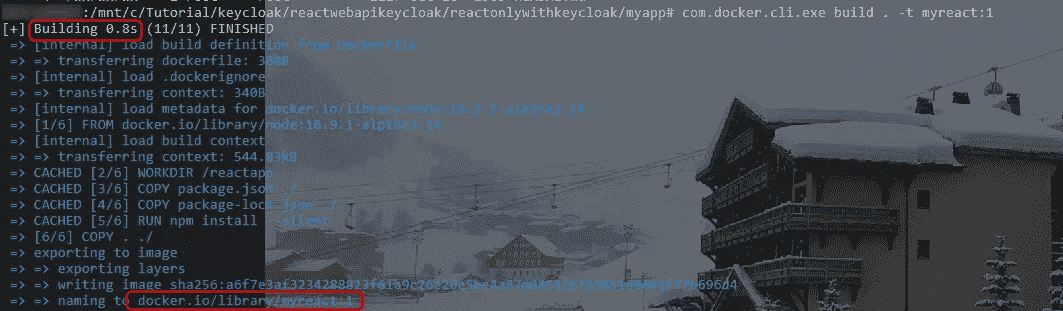 :/mnt/c/Tutorial/keycloak/reactwebapikeycloak/reactonlywithkeycloak/myapp# com.docker.cli.exe build . -t myreact:1
[+] Building 0.8s (11/11) FINISHED
=> [internal] load build definition from Dockerfile
=> => transferring dockerfile: 388B
=> [internal] load .dockerignore
=> => transferring context: 340B
=> [internal] load metadata for docker.io/library/node:16.9.1-alpine3.14
=> [1/6] FROM docker.io/library/node:16.9.1-alpine3.14
=> [internal] load build context
=> => transferring context: 544.83kB
=> CACHED [2/6] WORKDIR /reactapp
=> CACHED [3/6] COPY package.json ./
=> CACHED [4/6] COPY package-lock.json ./
=> CACHED [5/6] RUN npm install --silent
=> [6/6] COPY . ./
=> exporting to image
=> => exporting layers
=> => writing image
=> => naming to docker.io/library/myreact:1